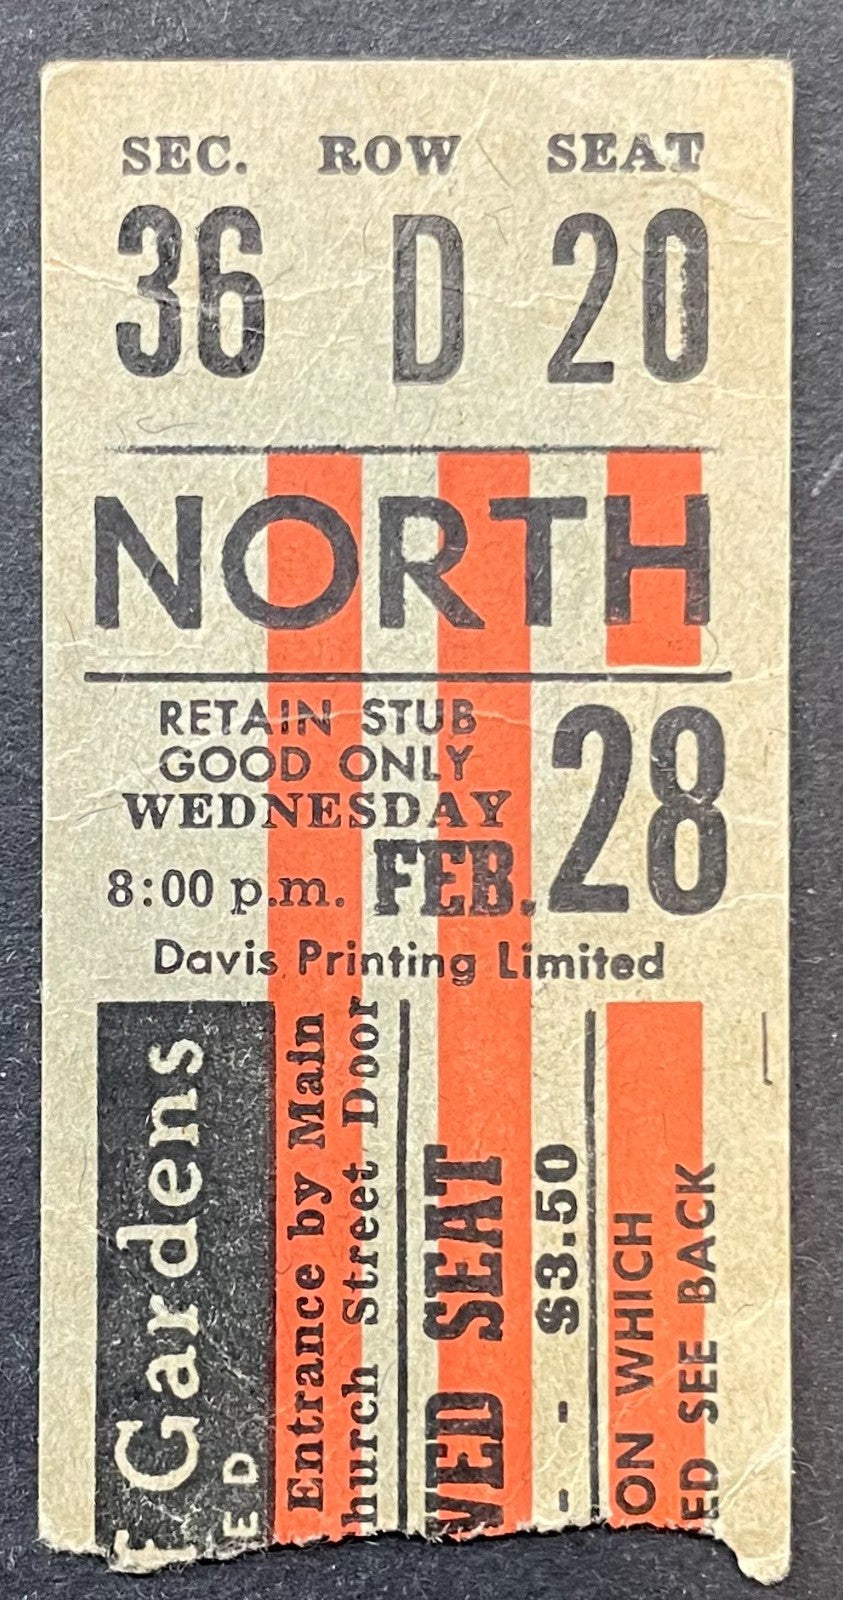 SEC. ROW SEAT
36 D 20
NORTH
RETAIN STUB
GOOD ONLY
WEDNESDAY
8:00 p.m. FEB. 28
Davis Printing Limited
Gardens
ED
Entrance by Main
hurch Street Door
VED SEAT
- - $3.50
ON WHICH
ED SEE BACK